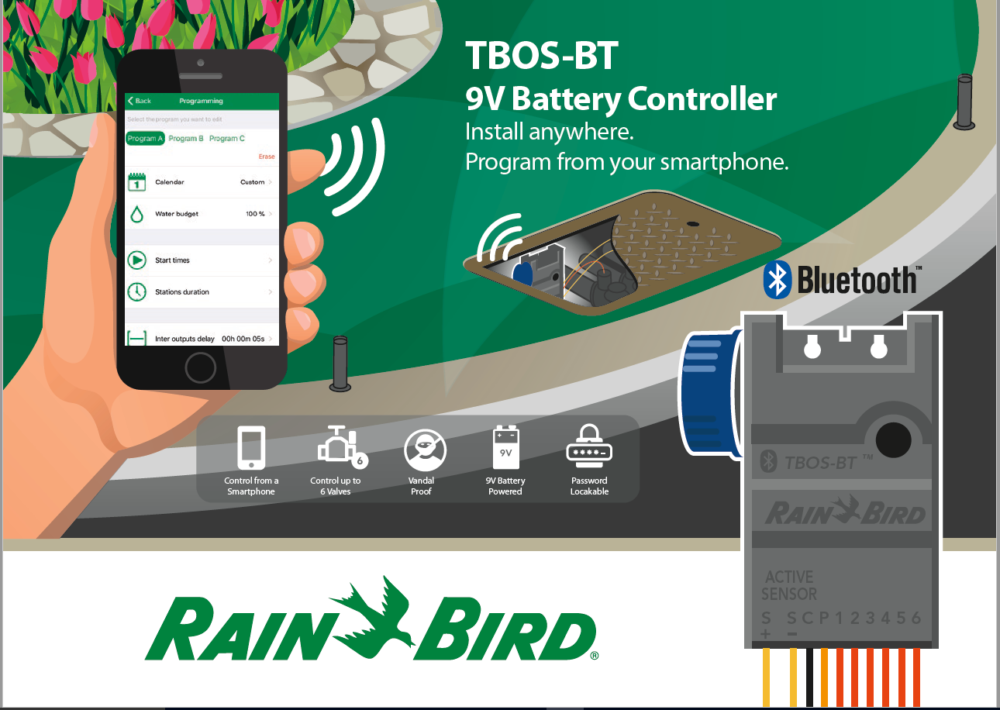 TBOS-BT
9V Battery Controller
Install anywhere.
Program from your smartphone.
Back Programming
Select the program you want to edit
Program A Program B Program C
Erase
1 Calendar Custom
Water budget 100 %
Start times
Stations duration
Inter outputs delay 00h 00m 05s
Bluetooth™
6
9V
+ -
****-
Control from a
Smartphone
Control up to
6 Valves
Vandal
Proof
9V Battery
Powered
Password
Lockable
TBOS-BT ™
RAIN BIRD
ACTIVE
SENSOR
S S C P 1 2 3 4 5 6
+ -
RAIN BIRD®